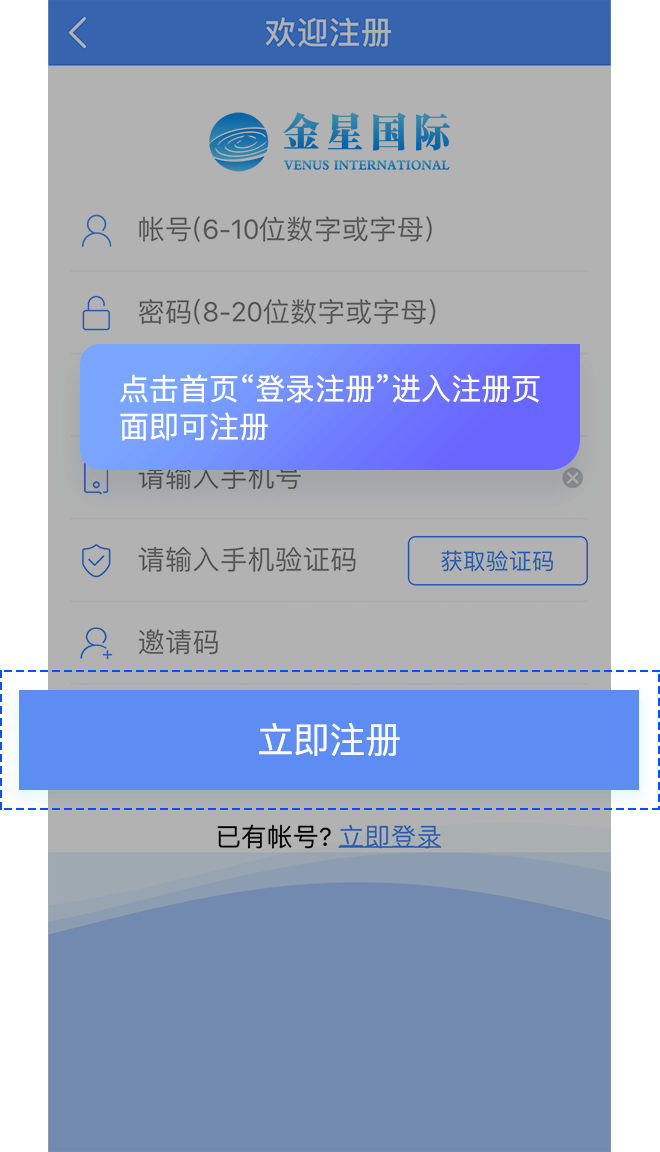 欢迎注册
金星国际
VENUS INTERNATIONAL
帐号(6-10位数字或字母)
密码(8-20位数字或字母)
点击首页“登录注册”进入注册页
面即可注册
请输入手机号
请输入手机验证码
获取验证码
邀请码
立即注册
已有帐号? 立即登录